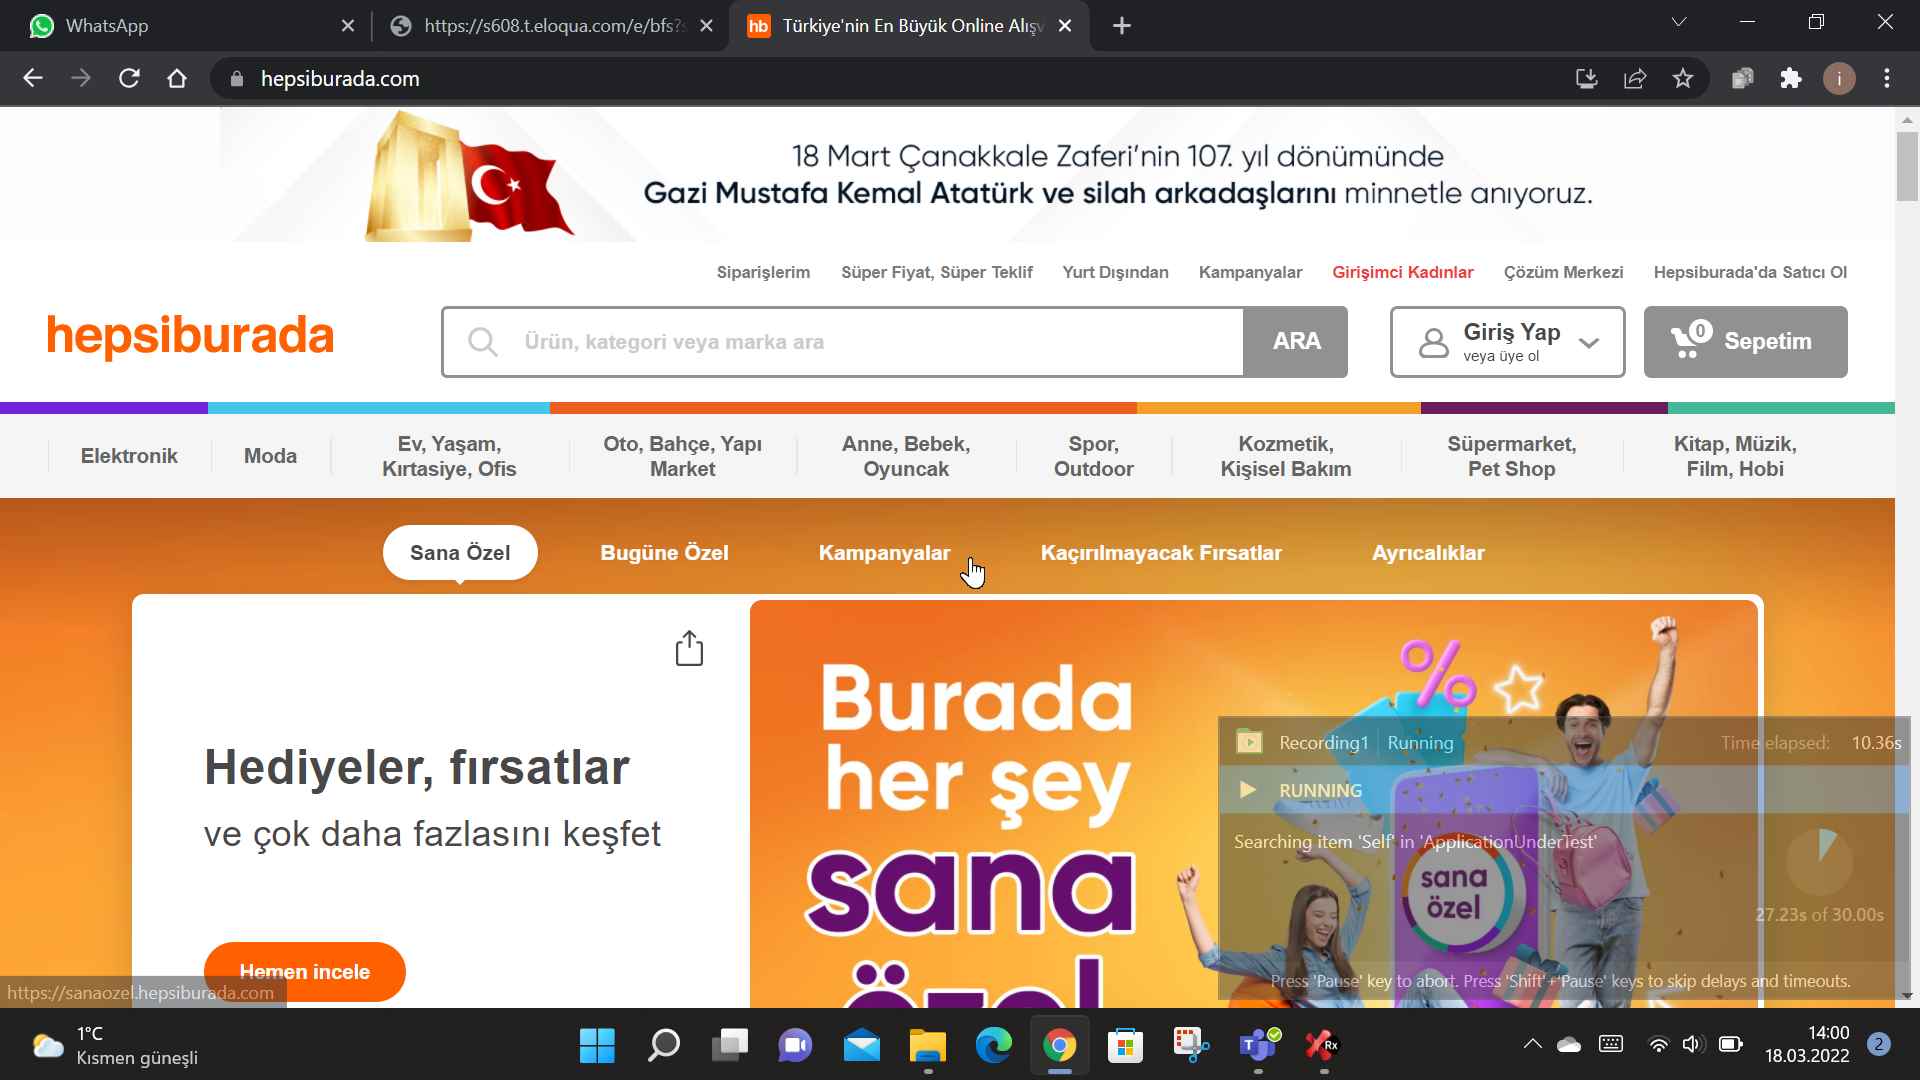 WhatsApp
https://s608.t.eloqua.com/e/bfs?s
hb Türkiye'nin En Büyük Online Alışv
hepsiburada.com
i
18 Mart Çanakkale Zaferi'nin 107. yıl dönümünde
Gazi Mustafa Kemal Atatürk ve silah arkadaşlarını minnetle anıyoruz.
Siparişlerim Süper Fiyat, Süper Teklif Yurt Dışından Kampanyalar Girişimci Kadınlar Çözüm Merkezi Hepsiburada'da Satıcı Ol
hepsiburada
Ürün, kategori veya marka ara
ARA
Giriş Yap
veya üye ol
0
Sepetim
Elektronik
Moda
Ev, Yaşam,
Kırtasiye, Ofis
Oto, Bahçe, Yapı
Market
Anne, Bebek,
Oyuncak
Spor,
Outdoor
Kozmetik,
Kişisel Bakım
Süpermarket,
Pet Shop
Kitap, Müzik,
Film, Hobi
Sana Özel Bugüne Özel Kampanyalar Kaçırılmayacak Fırsatlar Ayrıcalıklar
Hediyeler, fırsatlar
ve çok daha fazlasını keşfet
Hemen incele
https://sanaozel.hepsiburada.com
Burada
her şey
sana
özel
%
sana
özel
Recording1 Running Time elapsed: 10.36s
RUNNING
Searching item 'Self' in 'ApplicationUnderTest'
27.23s of 30.00s
Press 'Pause' key to abort. Press 'Shift'+'Pause' keys to skip delays and timeouts.
1°C
Kısmen güneşli
T
Rx
14:00
18.03.2022
2